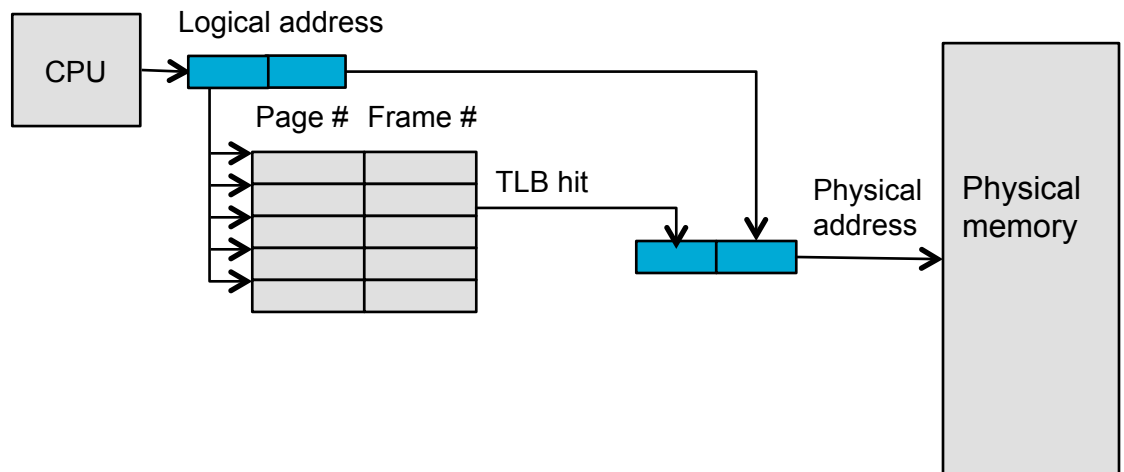 Logical address
CPU
Page #
Frame #
TLB hit
Physical
address
Physical
memory